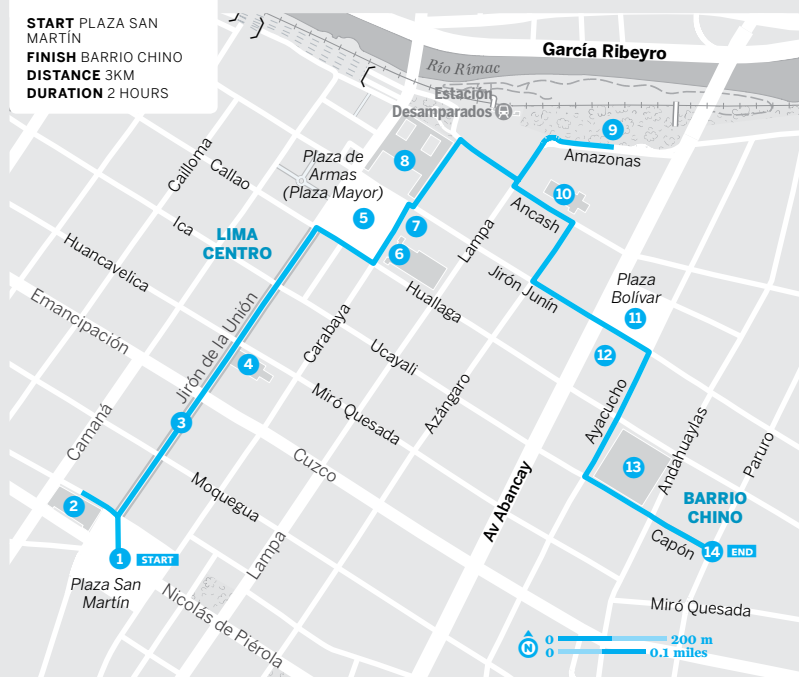 START PLAZA SAN
MARTÍN
FINISH BARRIO CHINO
DISTANCE 3KM
DURATION 2 HOURS
García Ribeyro
Río Rímac
Estación
Desamparados
9
Amazonas
Plaza de
Armas
(Plaza Mayor)
8
Cailloma
Callao
10
5
7
Ancash
Ica
LIMA
CENTRO
6
Lampa
Huancavelica
Jirón Junín
Plaza
Bolívar
11
Huallaga
Emancipación
Jirón de la Unión
Carabaya
Ucayali
12
4
Miró Quesada
Azángaro
Ayacucho
3
Camaná
Cuzco
13
Andahuaylas
Paruro
Moquegua
2
Av Abancay
BARRIO
CHINO
Lampa
Capón
14 END
1 START
Plaza San
Martín
Nicolás de Piérola
Miró Quesada
N
0 200 m
0 0.1 miles